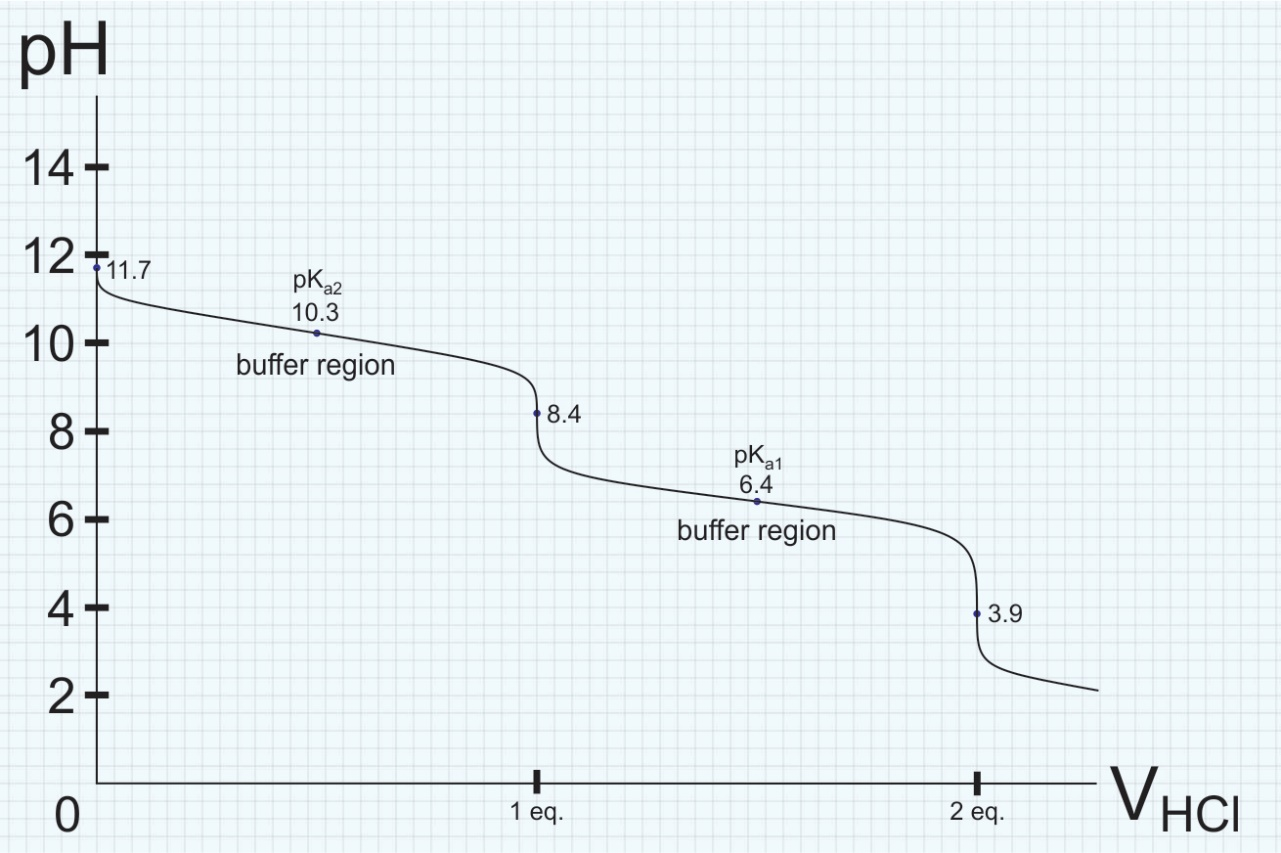 pH
14
12
11.7
pKa2
10.3
10
buffer region
8.4
8
pKa1
6.4
6
buffer region
4
3.9
2
0
1 eq.
2 eq.
VHCl